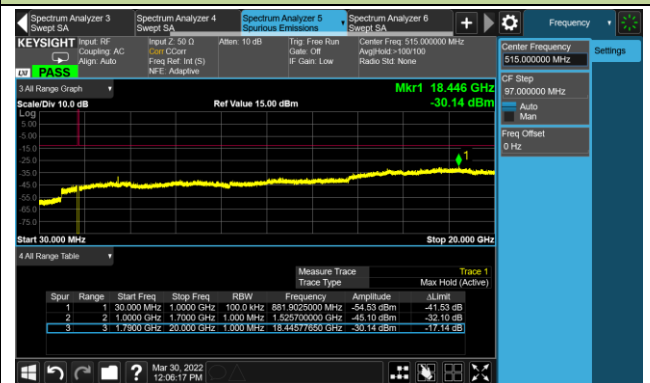 Spectrum Analyzer 3
Swept SA
Spectrum Analyzer 4
Swept SA
Spectrum Analyzer 5
Spurious Emissions
Spectrum Analyzer 6
Swept SA
Frequency
KEYSIGHT
Input: RF
Coupling: AC
Align: Auto
Input Z: 50 Ω
Corr CCorr
Freq Ref: Int (S)
NFE: Adaptive
Atten: 10 dB
Trig: Free Run
Gate: Off
IF Gain: Low
Center Freq: 515.000000 MHz
Avg|Hold:>100/100
Radio Std: None
LXI PASS
Center Frequency
515.000000 MHz
Settings
CF Step
97.000000 MHz
Auto
Man
Freq Offset
0 Hz
3 All Range Graph
Mkr1 18.446 GHz
Scale/Div 10.0 dB
Ref Value 15.00 dBm
-30.14 dBm
Log
5.00
-5.00
-15.0
-25.0
-35.0
-45.0
-55.0
-65.0
-75.0
1
Start 30.000 MHz
Stop 20.000 GHz
4 All Range Table
Measure Trace Trace 1
Trace Type Max Hold (Active)
Spur Range Start Freq Stop Freq RBW Frequency Amplitude ΔLimit
1 1 30.000 MHz 1.0000 GHz 100.0 kHz 881.9025000 MHz -54.53 dBm -41.53 dB
2 2 1.0000 GHz 1.7000 GHz 1.000 MHz 1.525700000 GHz -45.10 dBm -32.10 dB
3 3 1.7900 GHz 20.000 GHz 1.000 MHz 18.44577650 GHz -30.14 dBm -17.14 dB
Mar 30, 2022
12:06:17 PM